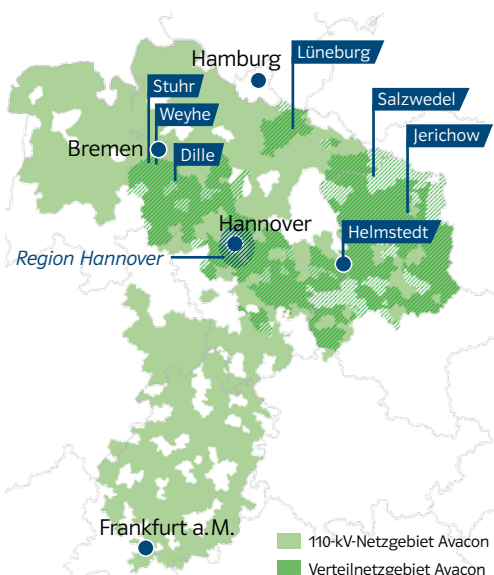 Hamburg
Lüneburg
Stuhr
Salzwedel
Weyhe
Jerichow
Bremen
Dille
Hannover
Helmstedt
Region Hannover
Frankfurt a. M.
110-kV-Netzgebiet Avacon
Verteilnetzgebiet Avacon